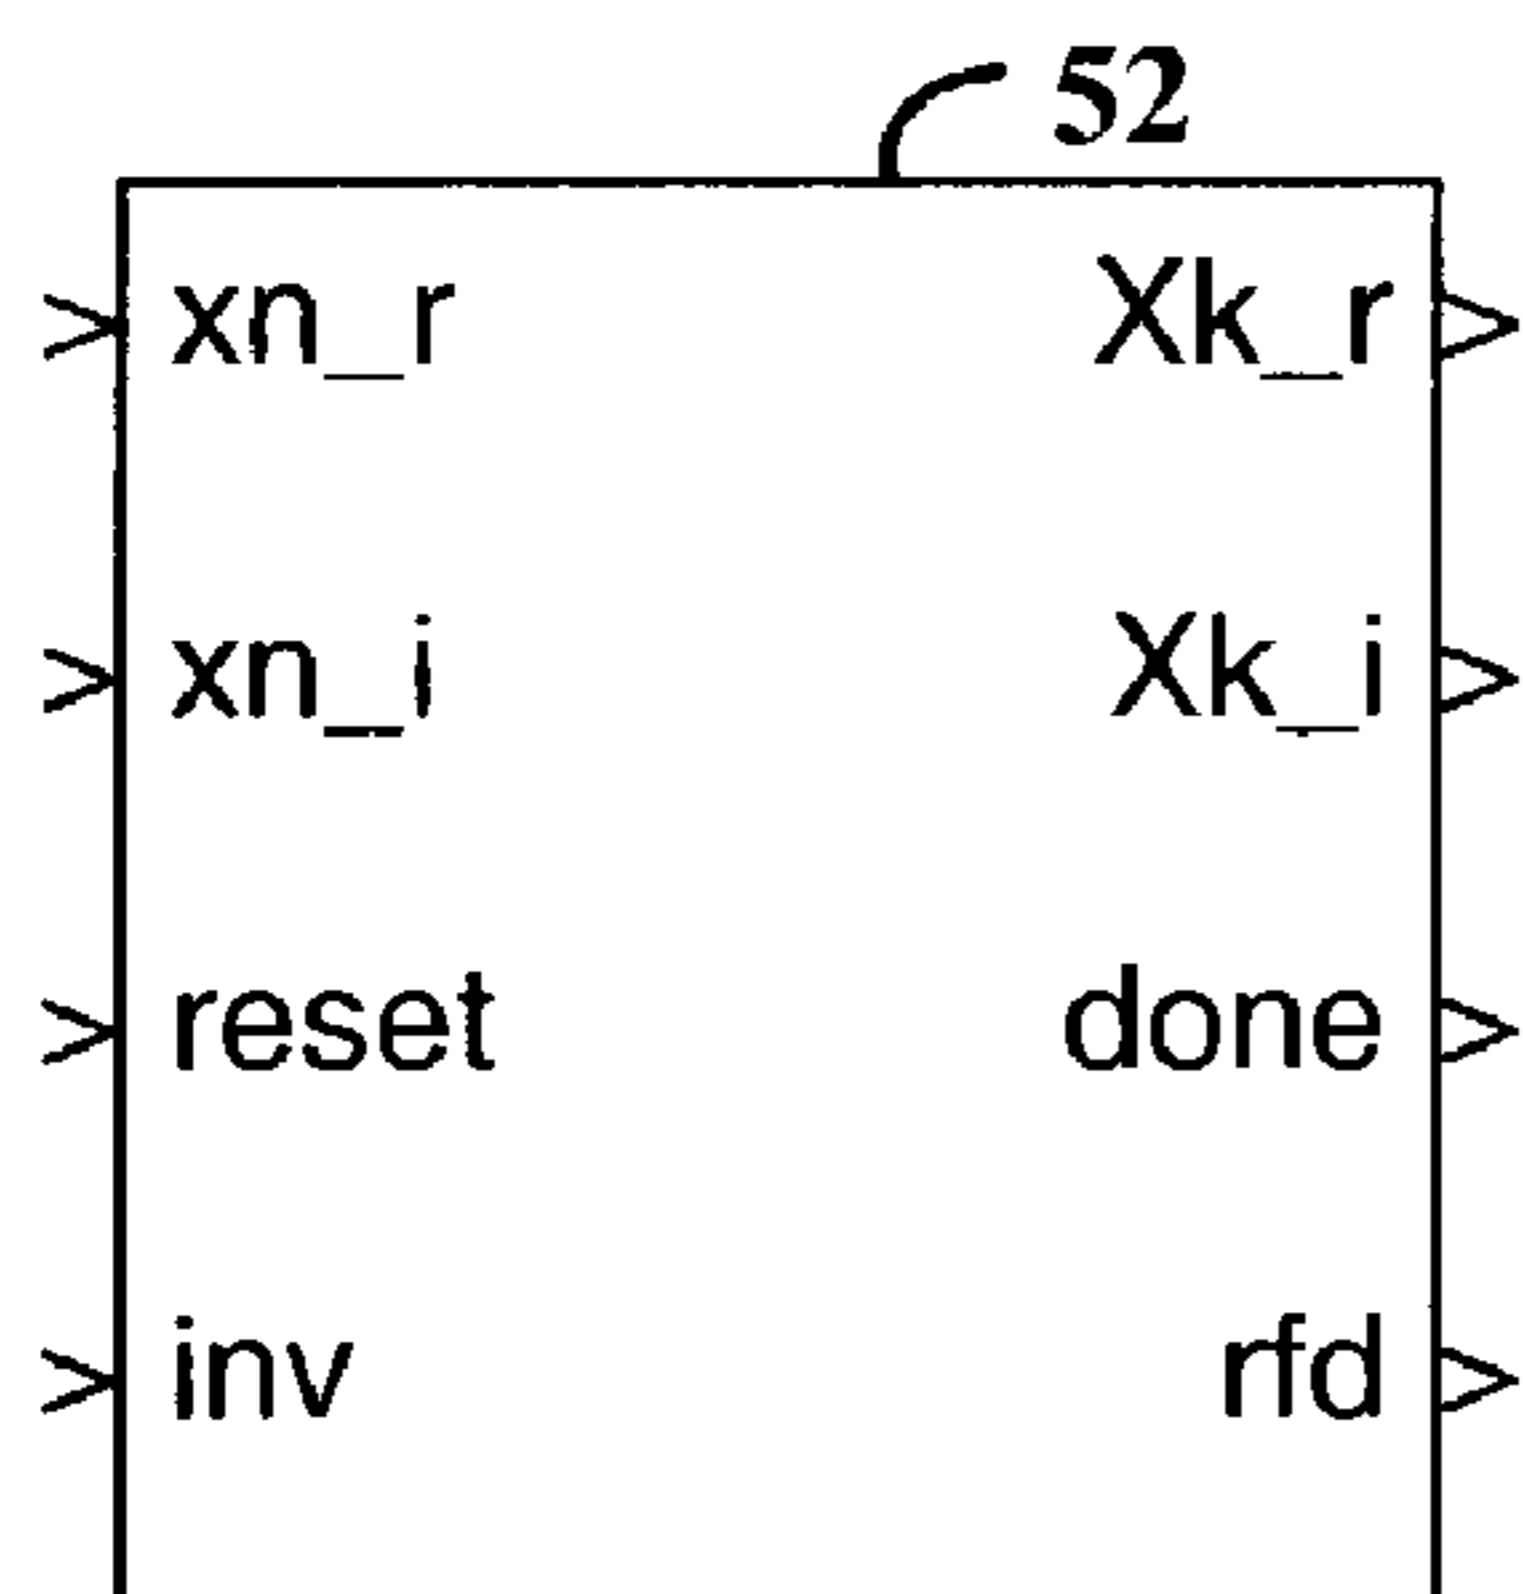 52
xn_r Xk_r
xn_i Xk_i
reset done
inv rfd